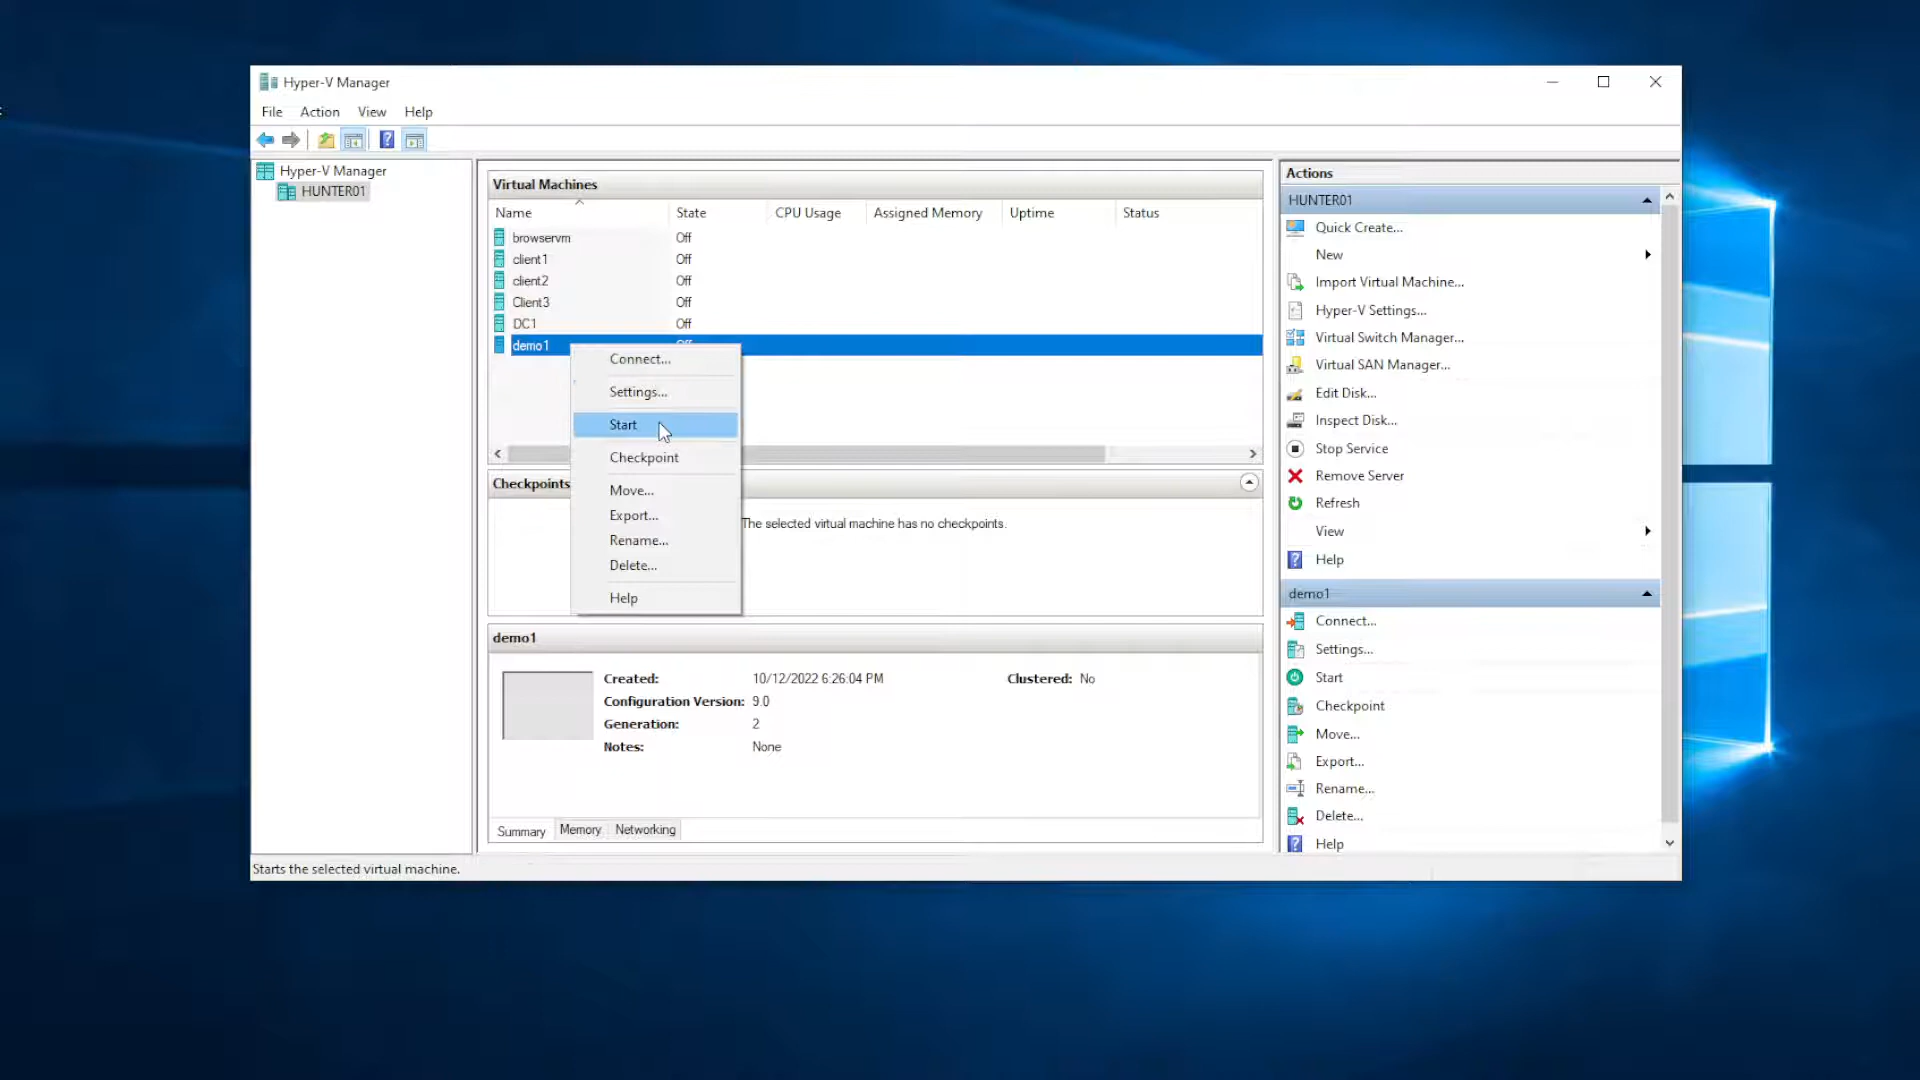 Hyper-V Manager
File Action View Help
Hyper-V Manager
HUNTER01
Virtual Machines
Name State CPU Usage Assigned Memory Uptime Status
browservm Off
client1 Off
client2 Off
Client3 Off
DC1 Off
demo1 Off
Connect...
Settings...
Start
Checkpoint
Move...
Export...
Rename...
Delete...
Help
Checkpoints
The selected virtual machine has no checkpoints.
demo1
Created: 10/12/2022 6:26:04 PM Clustered: No
Configuration Version: 9.0
Generation: 2
Notes: None
Summary Memory Networking
Actions
HUNTER01
Quick Create...
New
Import Virtual Machine...
Hyper-V Settings...
Virtual Switch Manager...
Virtual SAN Manager...
Edit Disk...
Inspect Disk...
Stop Service
Remove Server
Refresh
View
Help
demo1
Connect...
Settings...
Start
Checkpoint
Move...
Export...
Rename...
Delete...
Help
Starts the selected virtual machine.